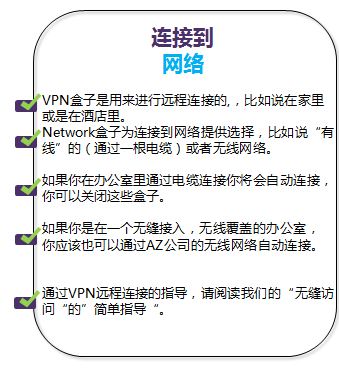 连接到
网络
VPN盒子是用来进行远程连接的,，比如说在家里
或是在酒店里。
Network盒子为连接到网络提供选择，比如说“有
线”的（通过一根电缆）或者无线网络。
如果你在办公室里通过电缆连接你将会自动连接，
你可以关闭这些盒子。
如果你是在一个无缝接入，无线覆盖的办公室，
你应该也可以通过AZ公司的无线网络自动连接。
通过VPN远程连接的指导，请阅读我们的“无缝访
问“的”简单指导“。